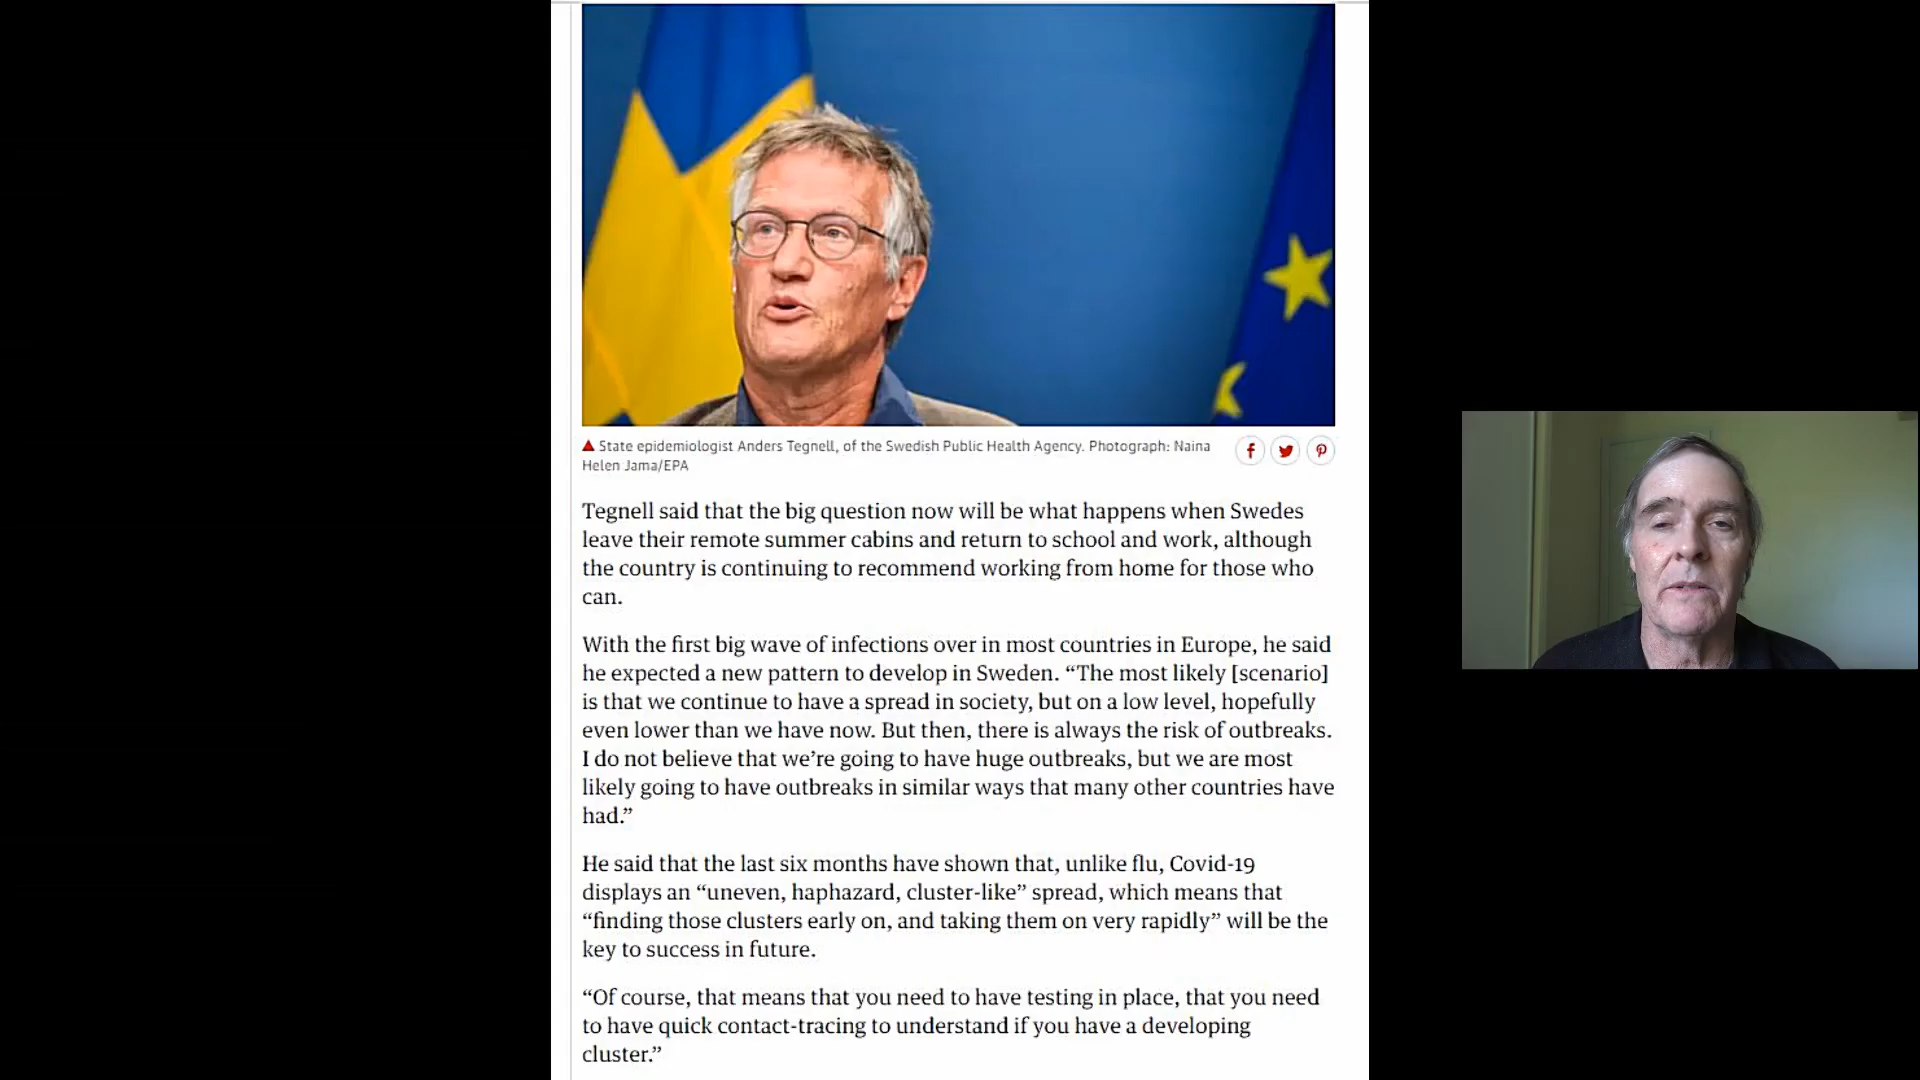 State epidemiologist Anders Tegnell, of the Swedish Public Health Agency. Photograph: Naina
Helen Jama/EPA
Tegnell said that the big question now will be what happens when Swedes
leave their remote summer cabins and return to school and work, although
the country is continuing to recommend working from home for those who
can.
With the first big wave of infections over in most countries in Europe, he said
he expected a new pattern to develop in Sweden. “The most likely [scenario]
is that we continue to have a spread in society, but on a low level, hopefully
even lower than we have now. But then, there is always the risk of outbreaks.
I do not believe that we’re going to have huge outbreaks, but we are most
likely going to have outbreaks in similar ways that many other countries have
had.”
He said that the last six months have shown that, unlike flu, Covid-19
displays an “uneven, haphazard, cluster-like” spread, which means that
“finding those clusters early on, and taking them on very rapidly” will be the
key to success in future.
“Of course, that means that you need to have testing in place, that you need
to have quick contact-tracing to understand if you have a developing
cluster.”